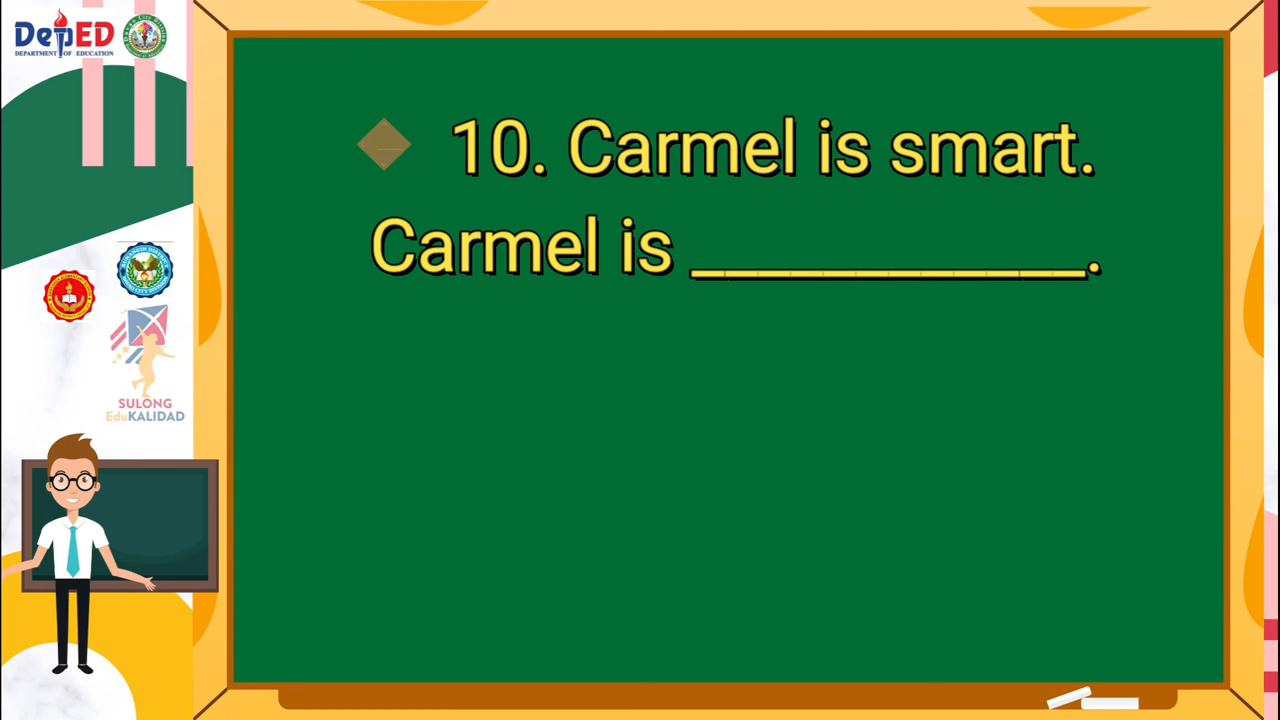 DepED
DEPARTMENT OF EDUCATION
10. Carmel is smart.
Carmel is ____________.
SULONG
EduKALIDAD